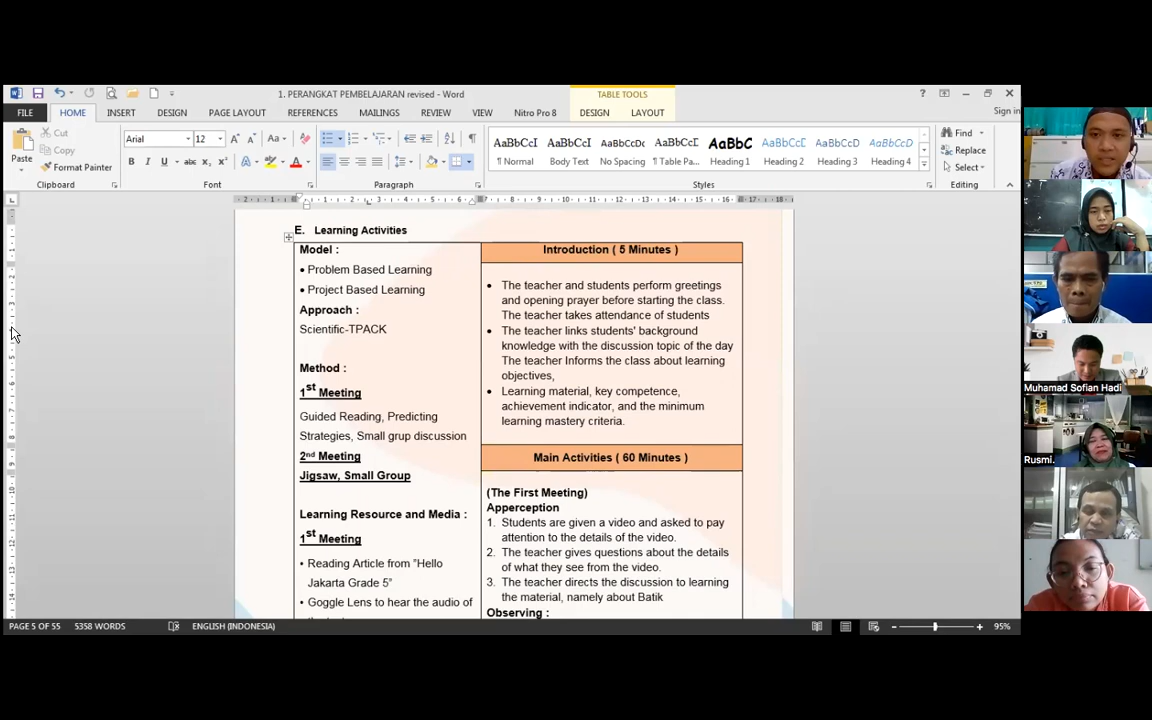 1. PERANGKAT PEMBELAJARAN revised - Word
TABLE TOOLS
Sign in
FILE
HOME
INSERT
DESIGN
PAGE LAYOUT
REFERENCES
MAILINGS
REVIEW
VIEW
Nitro Pro 8
DESIGN
LAYOUT
Paste
Cut
Copy
Format Painter
Clipboard
Arial
12
Font
Paragraph
AaBbCcI
AaBbCcI
AaBbCcDc
AaBbCcD
AaBbC
AaBbCcI
AaBbCcD
AaBbCcI
¶ Normal
Body Text
No Spacing
¶ Table Pa...
Heading 1
Heading 2
Heading 3
Heading 4
Styles
Find
Replace
Select
Editing
E. Learning Activities
Model :
• Problem Based Learning
• Project Based Learning
Approach :
Scientific-TPACK
Method :
1st Meeting
Guided Reading, Predicting
Strategies, Small grup discussion
2nd Meeting
Jigsaw, Small Group
Learning Resource and Media :
1st Meeting
• Reading Article from "Hello
Jakarta Grade 5"
• Goggle Lens to hear the audio of
Introduction ( 5 Minutes )
• The teacher and students perform greetings
and opening prayer before starting the class.
The teacher takes attendance of students
• The teacher links students' background
knowledge with the discussion topic of the day
The teacher Informs the class about learning
objectives,
• Learning material, key competence,
achievement indicator, and the minimum
learning mastery criteria.
Main Activities ( 60 Minutes )
(The First Meeting)
Apperception
1. Students are given a video and asked to pay
attention to the details of the video.
2. The teacher gives questions about the details
of what they see from the video.
3. The teacher directs the discussion to learning
the material, namely about Batik
Observing :
PAGE 5 OF 55
5358 WORDS
ENGLISH (INDONESIA)
95%
Muhamad Sofian Hadi
Rusmi.